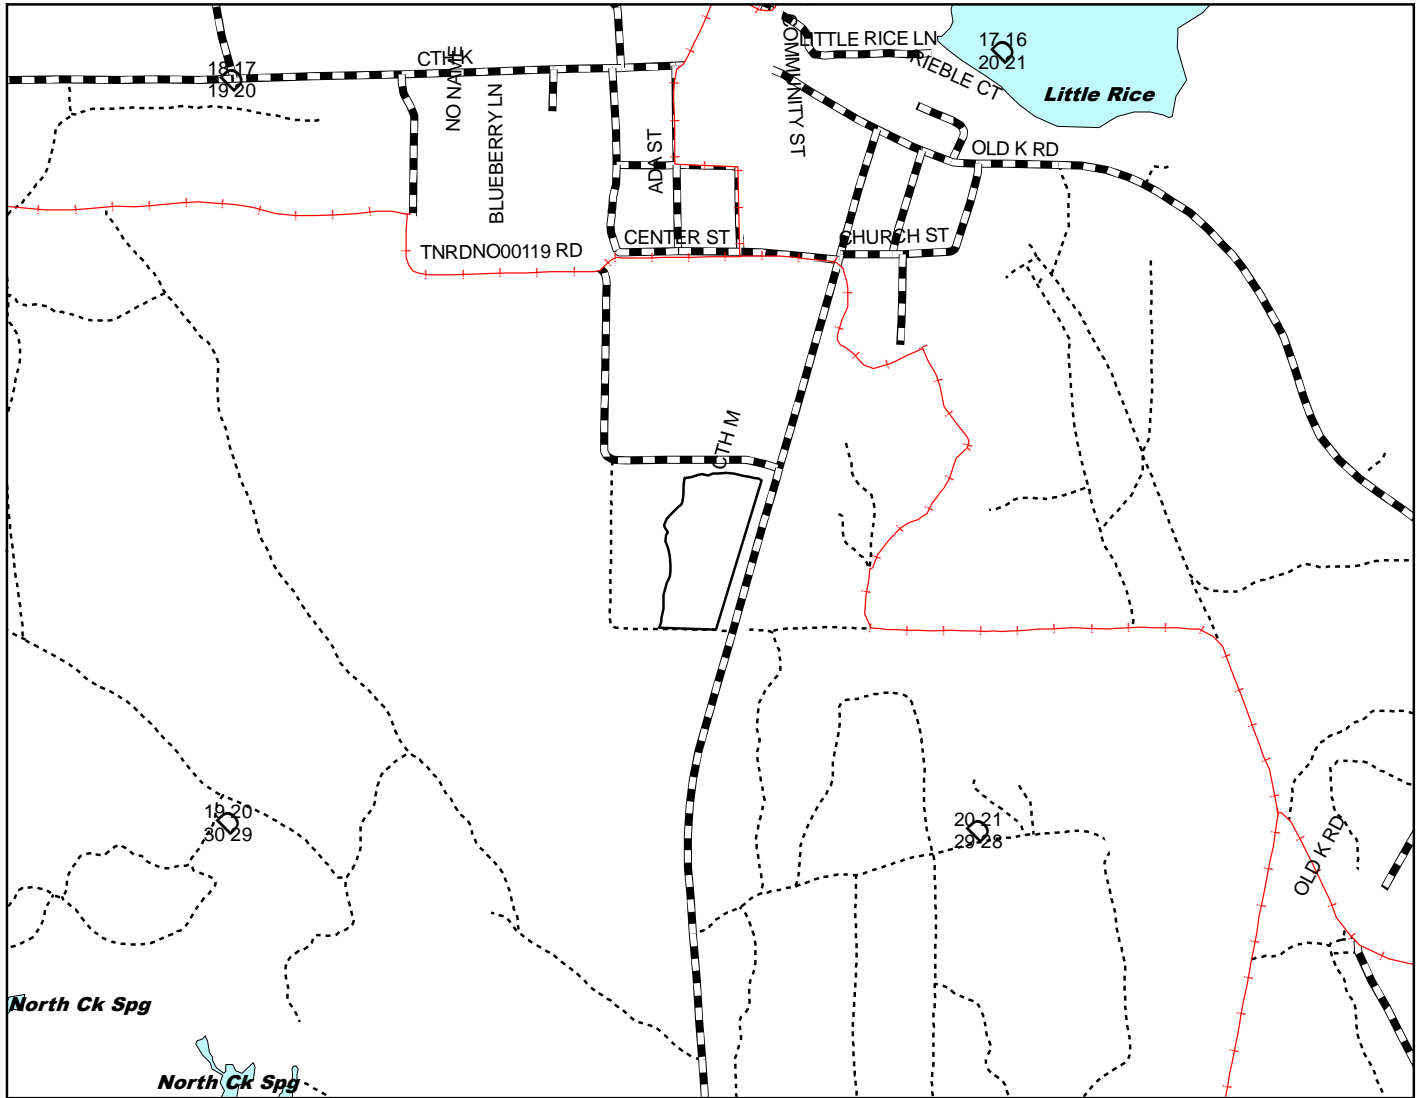 LITTLE RICE LN
17 16
20 21
RIEBLE CT
Little Rice
COMMUNITY ST
CTH K
18 17
19 20
NO NAME
BLUEBERRY LN
ADA ST
OLD K RD
CENTER ST
CHURCH ST
TNRDNO00119 RD
CTH M
19 20
30 29
20 21
29 28
OLD K RD
North Ck Spg
North Ck Spg